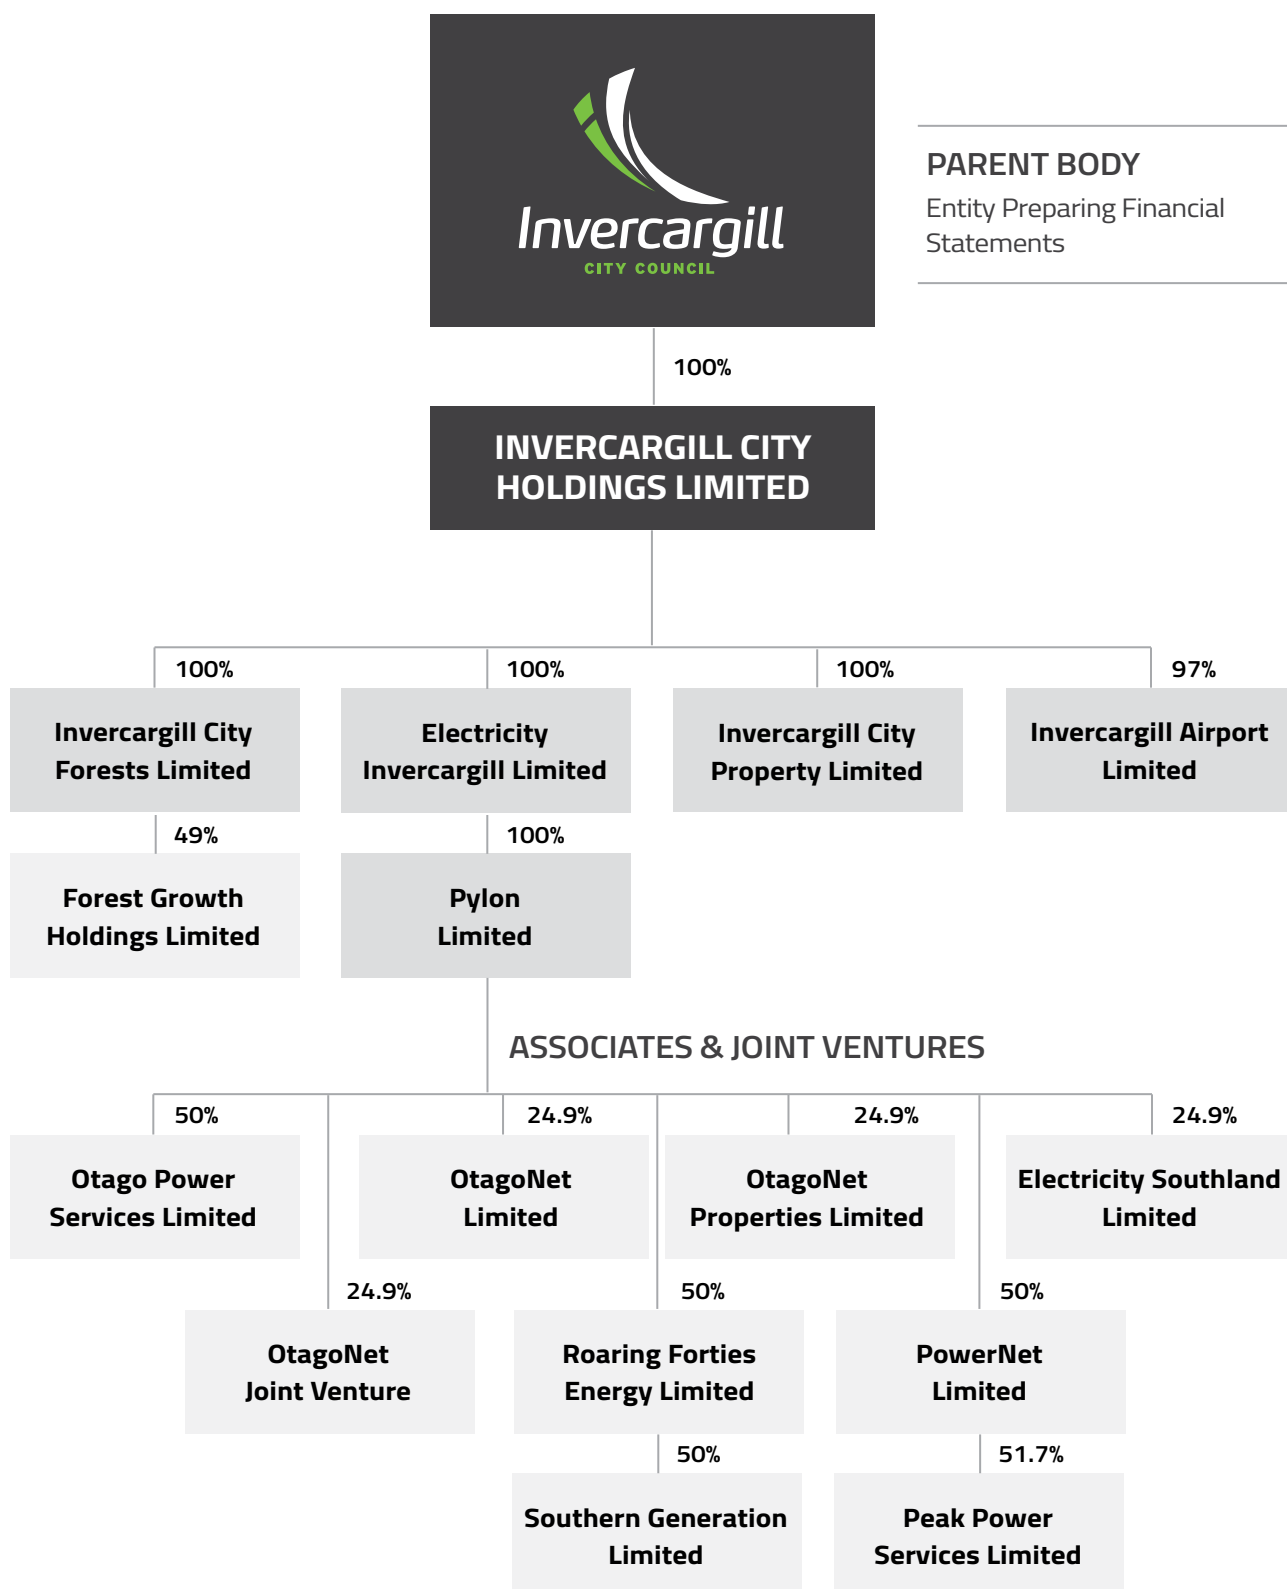 Invercargill
CITY COUNCIL
PARENT BODY
Entity Preparing Financial
Statements
100%
INVERCARGILL CITY
HOLDINGS LIMITED
100%
100%
100%
97%
Invercargill City
Forests Limited
Electricity
Invercargill Limited
Invercargill City
Property Limited
Invercargill Airport
Limited
49%
100%
Forest Growth
Holdings Limited
Pylon
Limited
ASSOCIATES & JOINT VENTURES
50%
24.9%
24.9%
24.9%
Otago Power
Services Limited
OtagoNet
Limited
OtagoNet
Properties Limited
Electricity Southland
Limited
24.9%
50%
50%
OtagoNet
Joint Venture
Roaring Forties
Energy Limited
PowerNet
Limited
50%
51.7%
Southern Generation
Limited
Peak Power
Services Limited